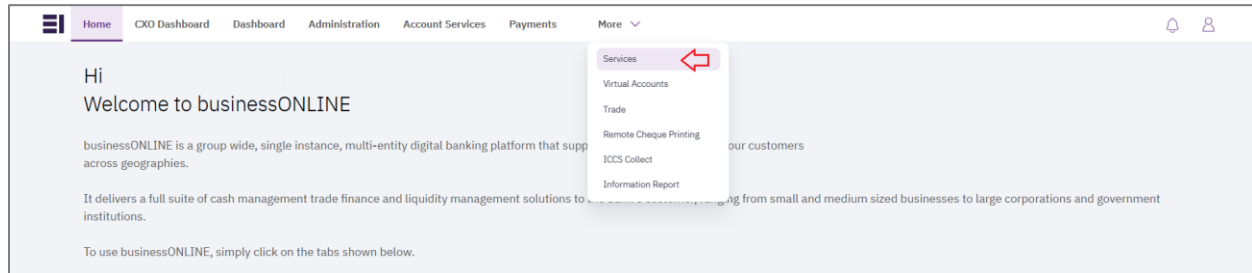 Home CXO Dashboard Dashboard Administration Account Services Payments More
Services
Virtual Accounts
Trade
Remote Cheque Printing
ICCS Collect
Information Report
Hi
Welcome to businessONLINE
businessONLINE is a group wide, single instance, multi-entity digital banking platform that our customers
across geographies.
It delivers a full suite of cash management trade finance and liquidity management solutions to ranging from small and medium sized businesses to large corporations and government
institutions.
To use businessONLINE, simply click on the tabs shown below.